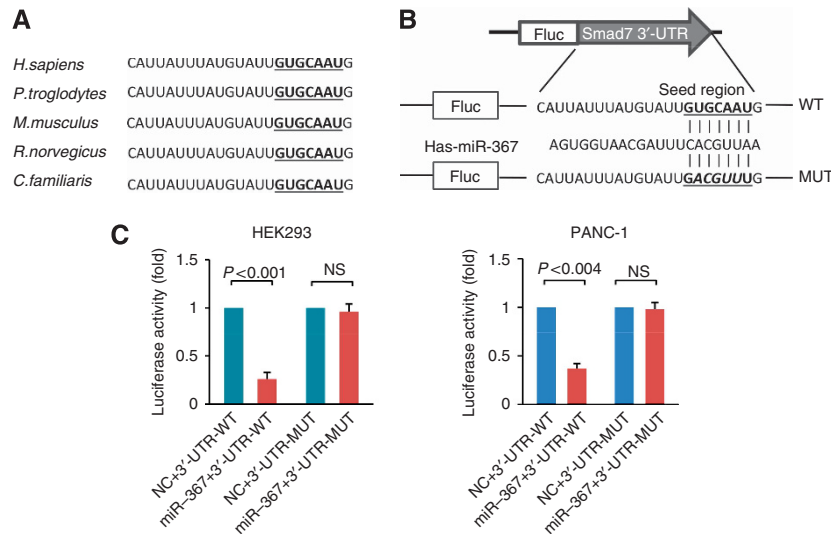 A
H.sapiens CAUUAUUUAUGUAUUGUGCAAUG
P.troglodytes CAUUAUUUAUGUAUUGUGCAAUG
M.musculus CAUUAUUUAUGUAUUGUGCAAUG
R.norvegicus CAUUAUUUAUGUAUUGUGCAAUG
C.familiaris CAUUAUUUAUGUAUUGUGCAAUG
B
Fluc Smad7 3′-UTR
Seed region
Fluc CAUUAUUUAUGUAUUGUGCAAUG WT
Has-miR-367 AGUGGUAACGAUUUCACGUUAA
Fluc CAUUAUUUAUGUAUUGACGUUUG MUT
C
HEK293
Luciferase activity (fold)
1.5
1
0.5
0
P<0.001
NS
NC+3′-UTR-WT
miR–367+3′-UTR-WT
NC+3′-UTR-MUT
miR–367+3′-UTR-MUT
PANC-1
Luciferase activity (fold)
1.5
1
0.5
0
P<0.004
NS
NC+3′-UTR-WT
miR–367+3′-UTR-WT
NC+3′-UTR-MUT
miR–367+3′-UTR-MUT